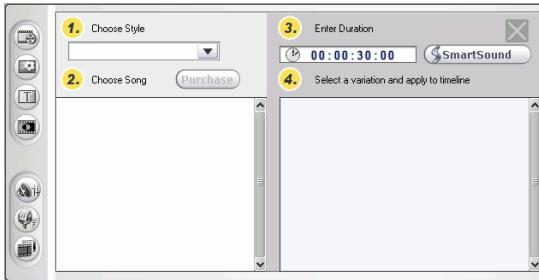 1. Choose Style
2. Choose Song
Purchase
3. Enter Duration
00:00:30:00
SmartSound
4. Select a variation and apply to timeline